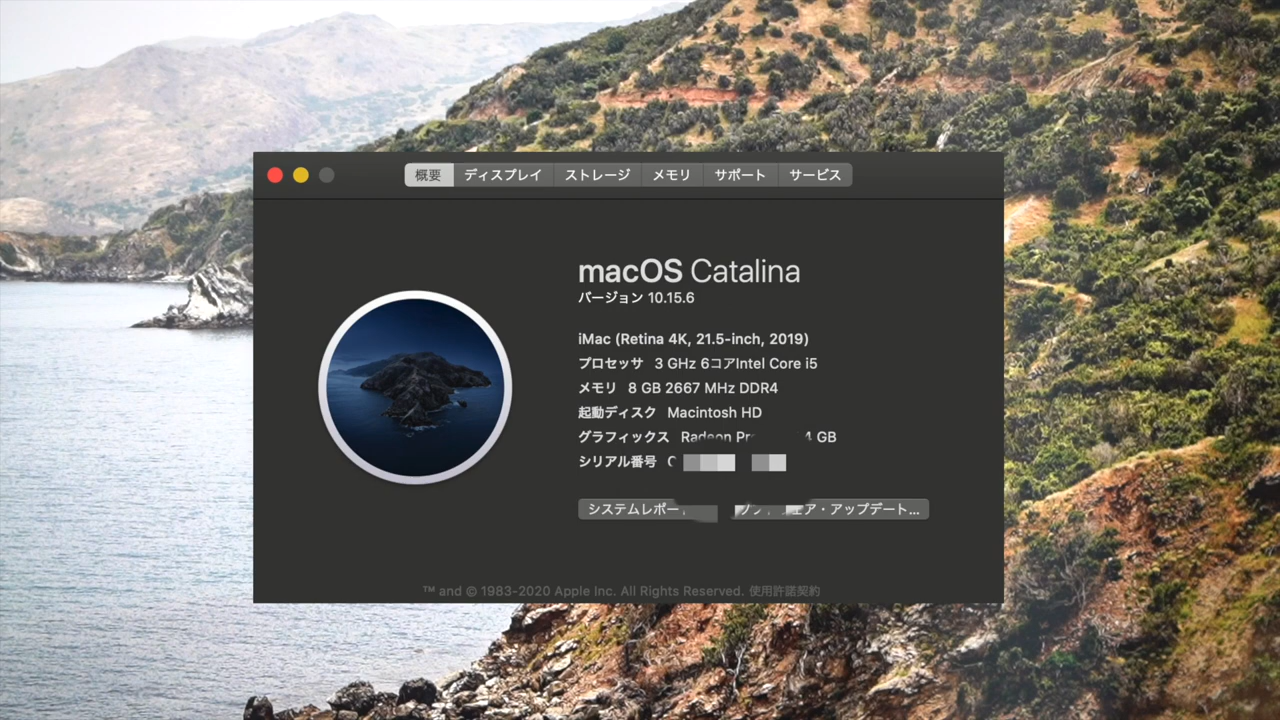 概要 ディスプレイ ストレージ メモリ サポート サービス
macOS Catalina
バージョン 10.15.6
iMac (Retina 4K, 21.5-inch, 2019)
プロセッサ 3 GHz 6コアIntel Core i5
メモリ 8 GB 2667 MHz DDR4
起動ディスク Macintosh HD
グラフィックス Radeon 4 GB
シリアル番号
システムレポー アップデート...
™ and © 1983-2020 Apple Inc. All Rights Reserved. 使用許諾契約